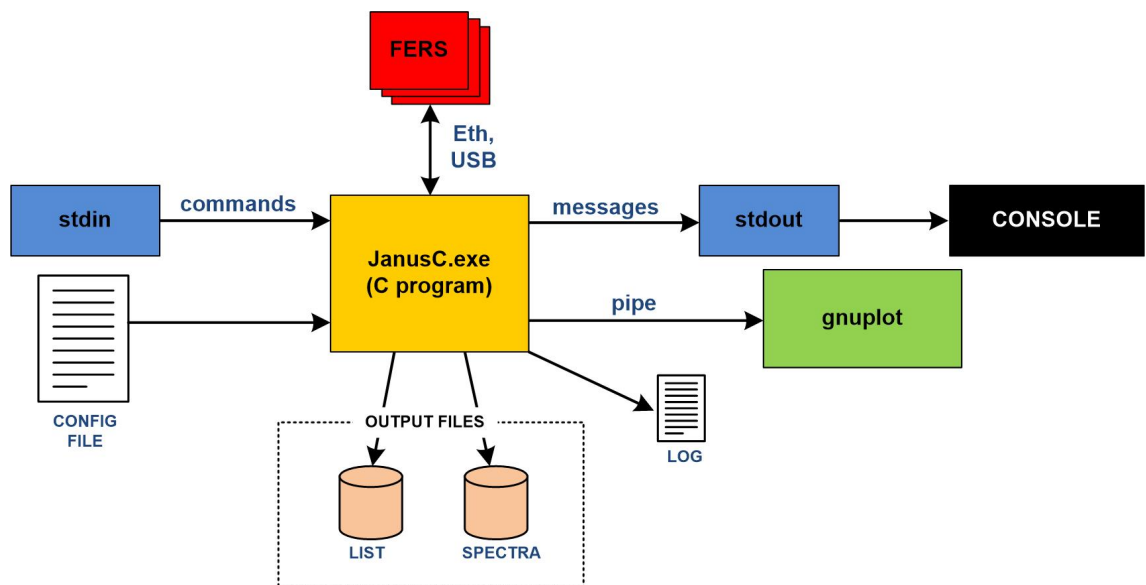 FERS
Eth,
USB
stdin
commands
JanusC.exe
(C program)
messages
stdout
CONSOLE
pipe
gnuplot
CONFIG
FILE
OUTPUT FILES
LOG
LIST
SPECTRA